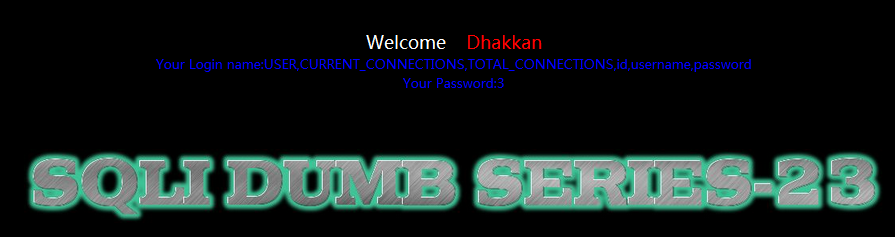 Welcome Dhakkan
Your Login name:USER,CURRENT_CONNECTIONS,TOTAL_CONNECTIONS,id,username,password
Your Password:3
SQLI DUMB SERIES-23